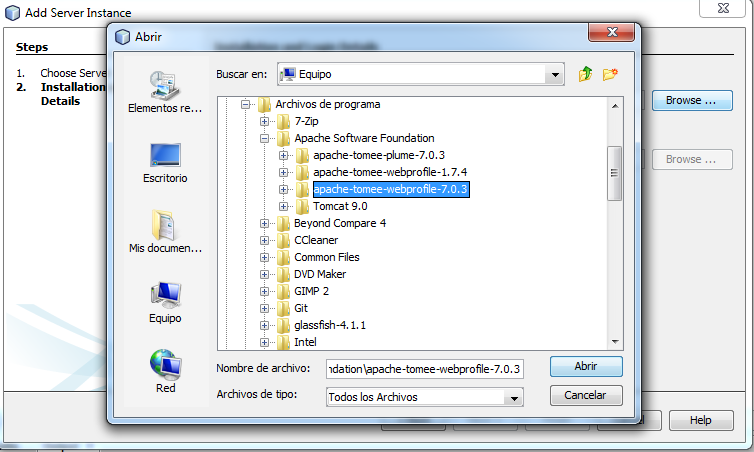 Add Server Instance
Steps
1. Choose Serve
2. Installation
Details
Browse ...
Browse ...
Help
Abrir
Buscar en:
Equipo
Elementos re...
Escritorio
Mis documen...
Equipo
Red
Archivos de programa
7-Zip
Apache Software Foundation
apache-tomee-plume-7.0.3
apache-tomee-webprofile-1.7.4
apache-tomee-webprofile-7.0.3
Tomcat 9.0
Beyond Compare 4
CCleaner
Common Files
DVD Maker
GIMP 2
Git
glassfish-4.1.1
Intel
Nombre de archivo:
ndation\apache-tomee-webprofile-7.0.3
Abrir
Archivos de tipo:
Todos los Archivos
Cancelar